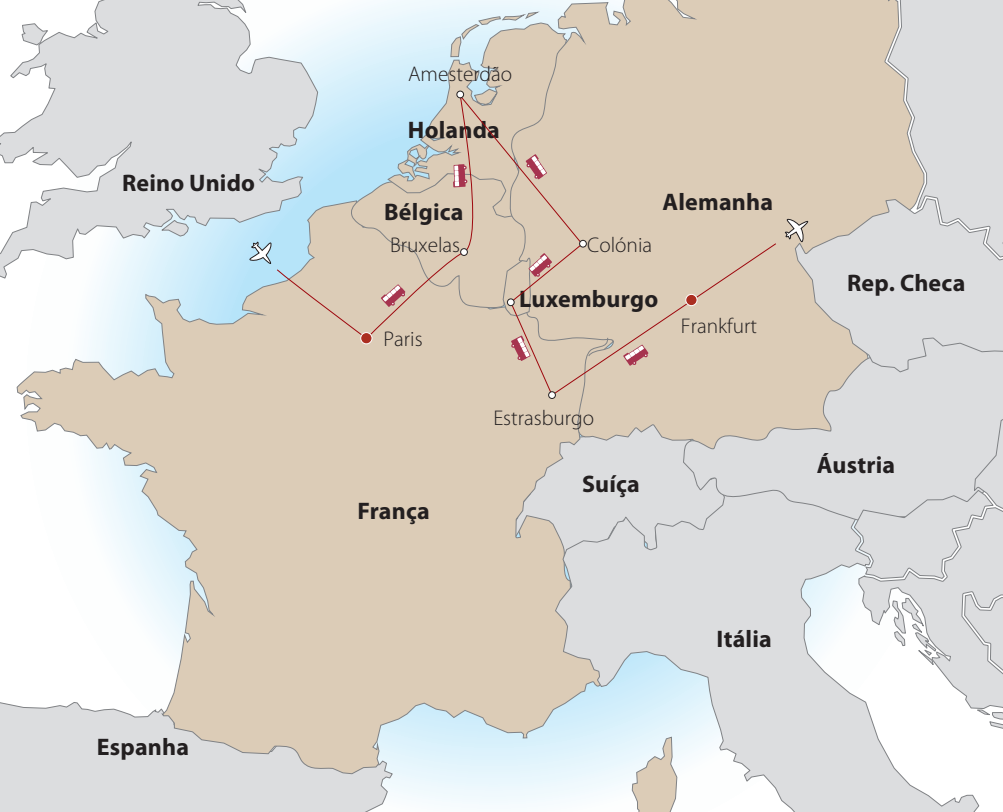 Amesterdão
Holanda
Reino Unido
Alemanha
Bélgica
Bruxelas
Colónia
Rep. Checa
Luxemburgo
Frankfurt
Paris
Estrasburgo
Áustria
Suíça
França
Itália
Espanha